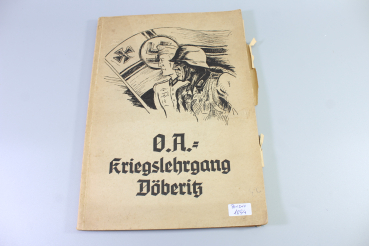 O.A.=
Kriegslehrgang
Döberitz